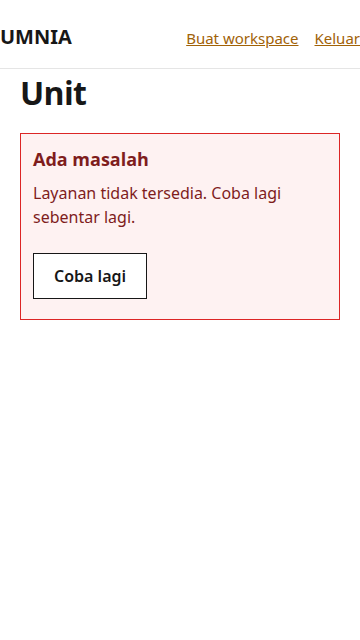 UMNIA
Buat workspace
Keluar
Unit
Ada masalah
Layanan tidak tersedia. Coba lagi
sebentar lagi.
Coba lagi